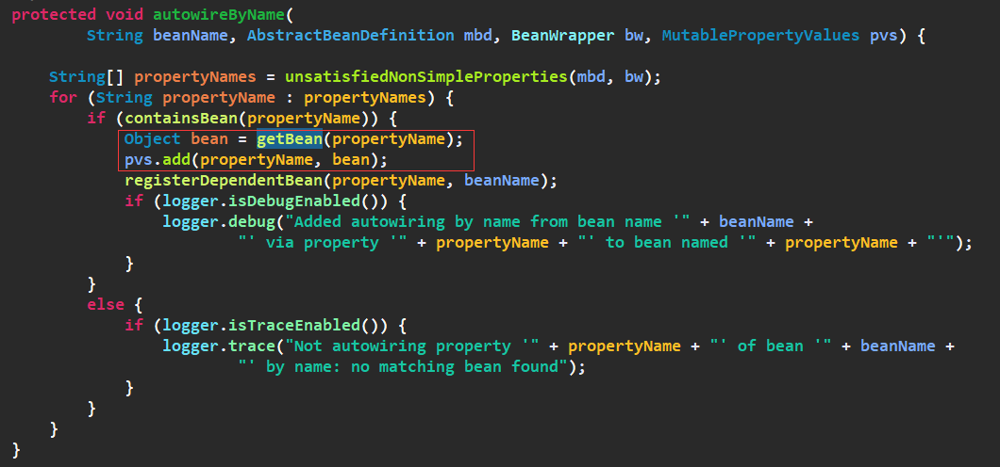 protected void autowireByName(
        String beanName, AbstractBeanDefinition mbd, BeanWrapper bw, MutablePropertyValues pvs) {
    String[] propertyNames = unsatisfiedNonSimpleProperties(mbd, bw);
    for (String propertyName : propertyNames) {
        if (containsBean(propertyName)) {
            Object bean = getBean(propertyName);
            pvs.add(propertyName, bean);
            registerDependentBean(propertyName, beanName);
            if (logger.isDebugEnabled()) {
                logger.debug("Added autowiring by name from bean name '" + beanName +
                        "' via property '" + propertyName + "' to bean named '" + propertyName + "'");
            }
        }
        else {
            if (logger.isTraceEnabled()) {
                logger.trace("Not autowiring property '" + propertyName + "' of bean '" + beanName +
                        "' by name: no matching bean found");
            }
        }
    }
}